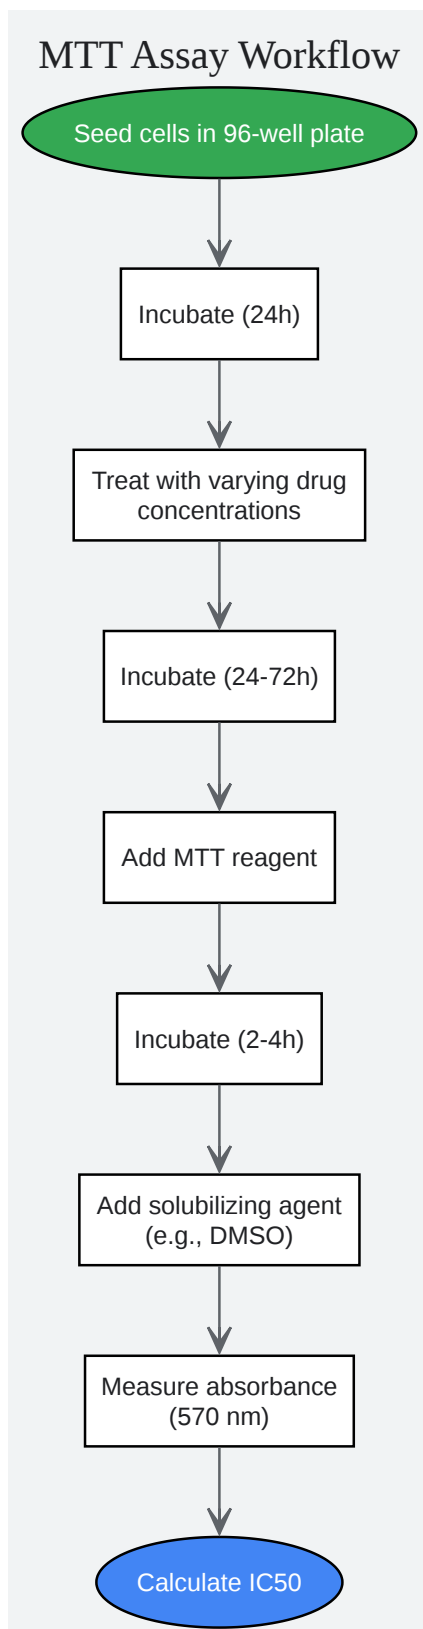 MTT Assay Workflow
Seed cells in 96-well plate
Incubate (24h)
Treat with varying drug
concentrations
Incubate (24-72h)
Add MTT reagent
Incubate (2-4h)
Add solubilizing agent
(e.g., DMSO)
Measure absorbance
(570 nm)
Calculate IC50